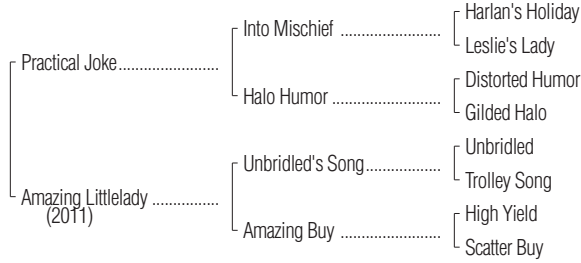 Harlan's Holiday
Into Mischief ....................
Leslie's Lady
Practical Joke....................
Distorted Humor
Halo Humor ......................
Gilded Halo
Unbridled
Unbridled's Song...............
Trolley Song
Amazing Littlelady .............
(2011)
High Yield
Amazing Buy ....................
Scatter Buy